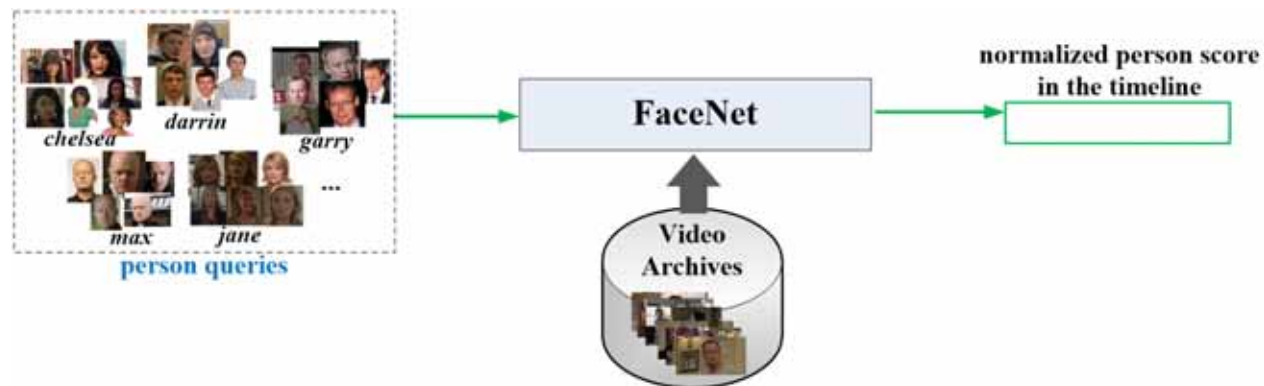 chelsea
darrin
garry
max
jane
...
person queries
FaceNet
Video
Archives
normalized person score
in the timeline